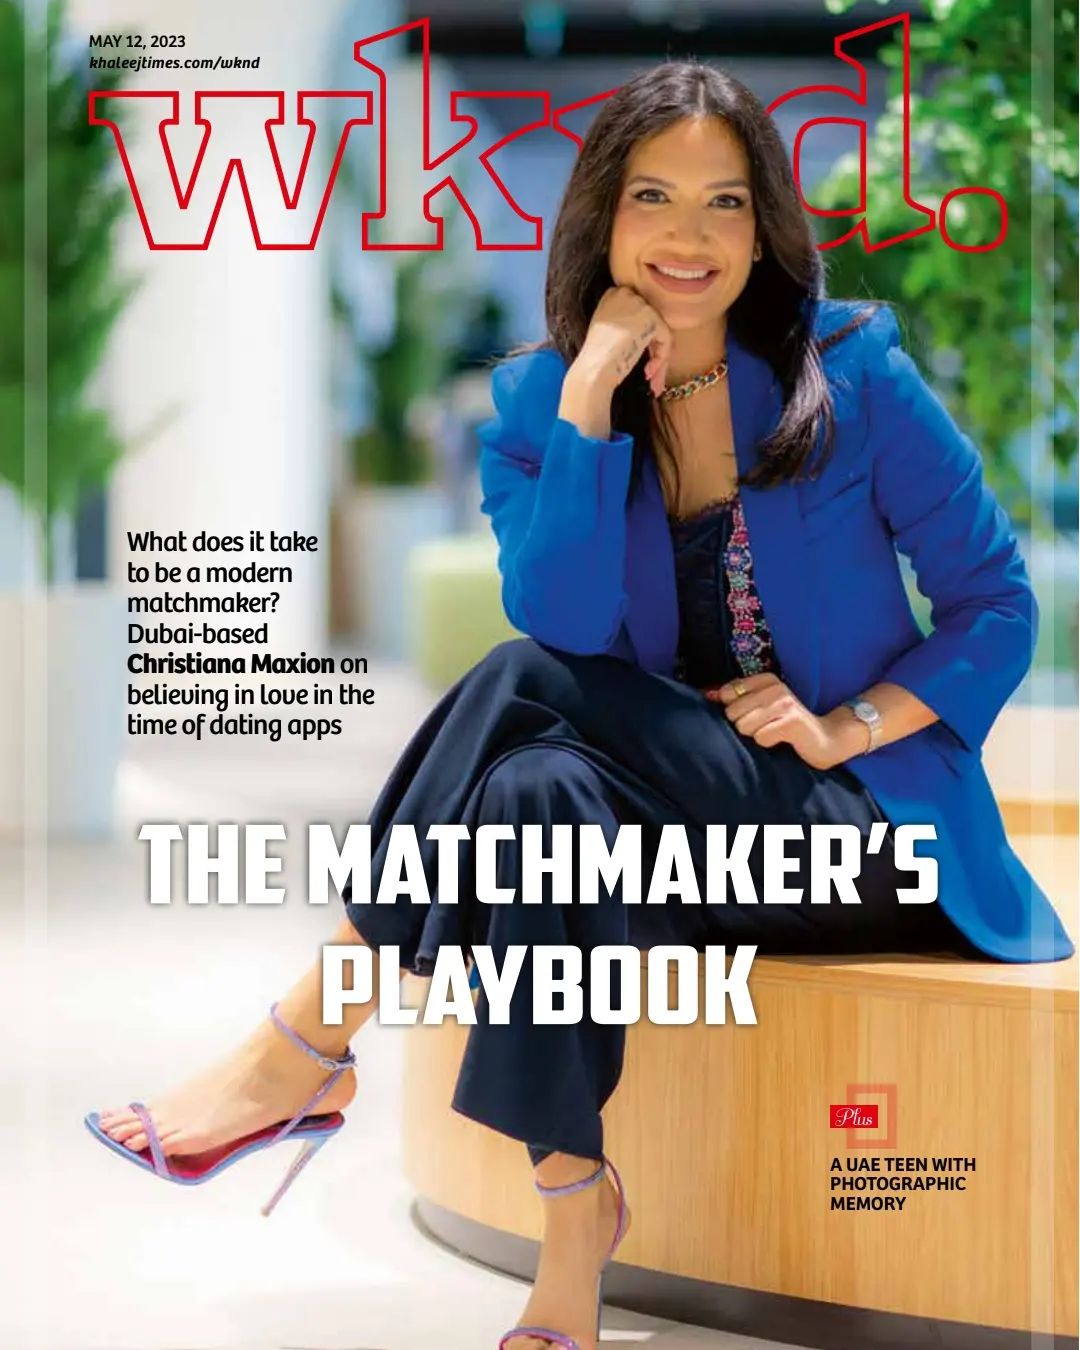 MAY 12, 2023
khaleejtimes.com/wknd
wknd.
What does it take
to be a modern
matchmaker?
Dubai-based
Christiana Maxion on
believing in love in the
time of dating apps
THE MATCHMAKER'S
PLAYBOOK
Plus
A UAE TEEN WITH
PHOTOGRAPHIC
MEMORY